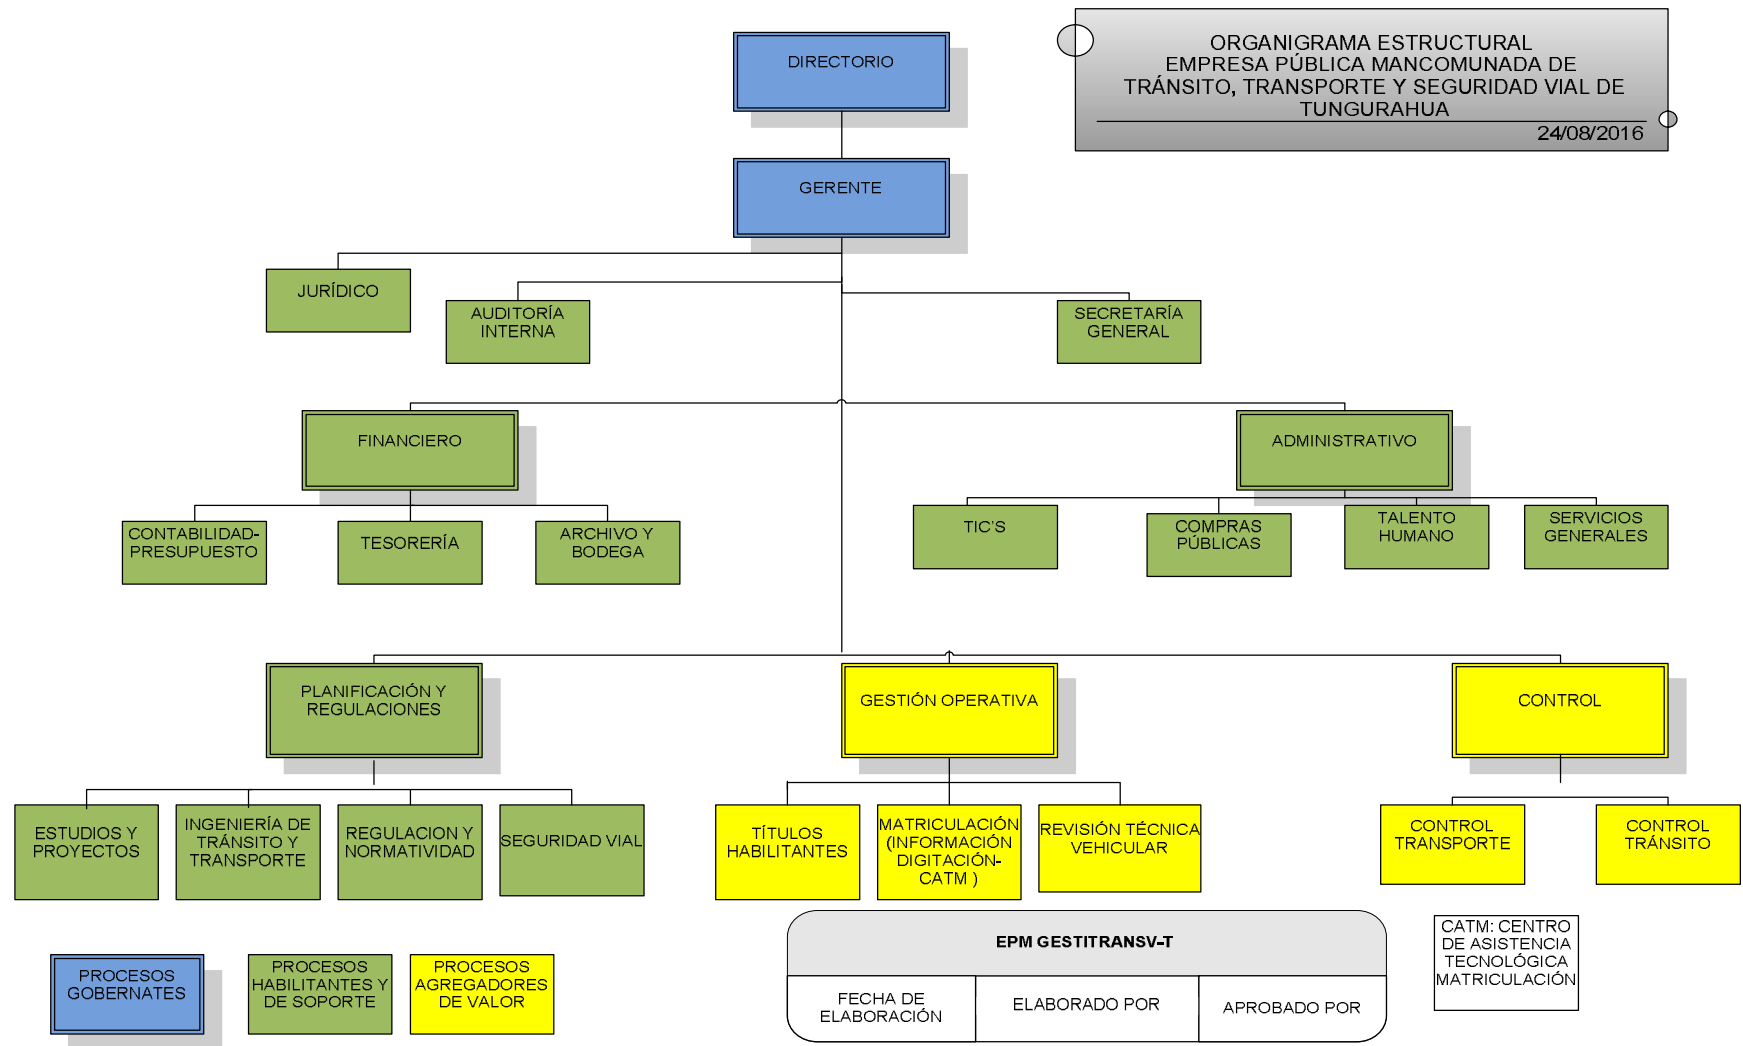 ORGANIGRAMA ESTRUCTURAL
EMPRESA PÚBLICA MANCOMUNADA DE
TRÁNSITO, TRANSPORTE Y SEGURIDAD VIAL DE
TUNGURAHUA
24/08/2016
DIRECTORIO
GERENTE
JURÍDICO
AUDITORÍA
INTERNA
SECRETARÍA
GENERAL
FINANCIERO
ADMINISTRATIVO
CONTABILIDAD-
PRESUPUESTO
TESORERÍA
ARCHIVO Y
BODEGA
TIC'S
COMPRAS
PÚBLICAS
TALENTO
HUMANO
SERVICIOS
GENERALES
PLANIFICACIÓN Y
REGULACIONES
GESTIÓN OPERATIVA
CONTROL
ESTUDIOS Y
PROYECTOS
INGENIERÍA DE
TRÁNSITO Y
TRANSPORTE
REGULACION Y
NORMATIVIDAD
SEGURIDAD VIAL
TÍTULOS
HABILITANTES
MATRICULACIÓN
(INFORMACIÓN
DIGITACIÓN-
CATM )
REVISIÓN TÉCNICA
VEHICULAR
CONTROL
TRANSPORTE
CONTROL
TRÁNSITO
PROCESOS
GOBERNATES
PROCESOS
HABILITANTES Y
DE SOPORTE
PROCESOS
AGREGADORES
DE VALOR
EPM GESTITRANSV-T
FECHA DE
ELABORACIÓN
ELABORADO POR
APROBADO POR
CATM: CENTRO
DE ASISTENCIA
TECNOLÓGICA
MATRICULACIÓN